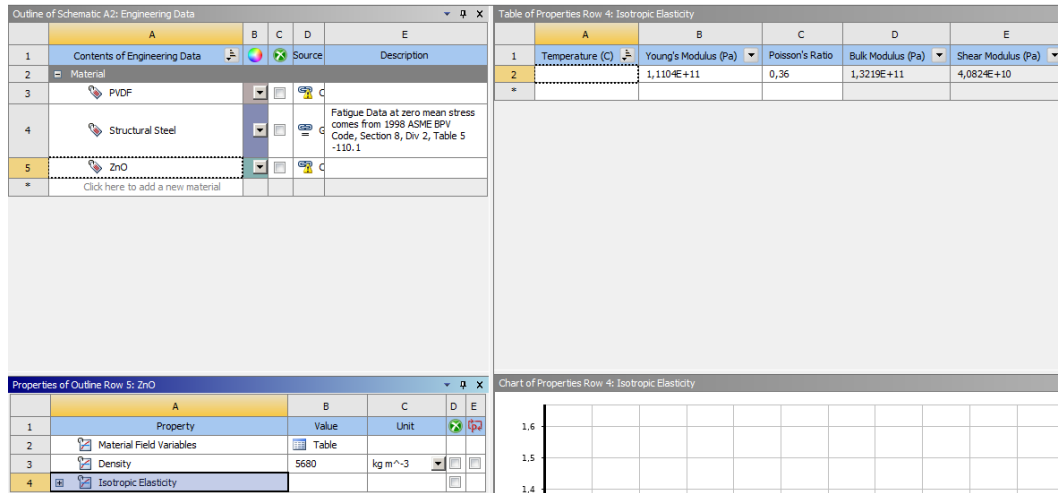 Outline of Schematic A2: Engineering Data
A B C D E
1 Contents of Engineering Data Source Description
2 Material
3 PVDF C
4 Structural Steel G Fatigue Data at zero mean stress
comes from 1998 ASME BPV
Code, Section 8, Div 2, Table 5
-110.1
5 ZnO C
* Click here to add a new material
Table of Properties Row 4: Isotropic Elasticity
A B C D E
1 Temperature (C) Young's Modulus (Pa) Poisson's Ratio Bulk Modulus (Pa) Shear Modulus (Pa)
2 1,1104E+11 0,36 1,3219E+11 4,0824E+10
*
Properties of Outline Row 5: ZnO
A B C D E
1 Property Value Unit
2 Material Field Variables Table
3 Density 5680 kg m^-3
4 Isotropic Elasticity
Chart of Properties Row 4: Isotropic Elasticity
1,6
1,5
1,4